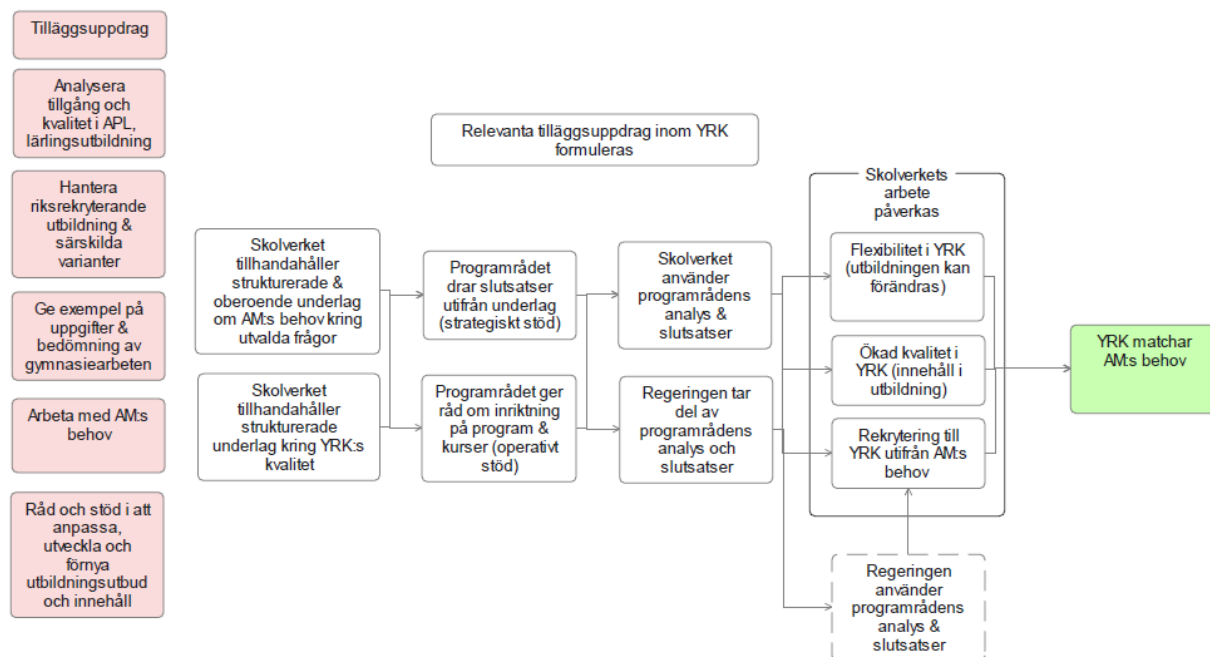 Tilläggsuppdrag
Analysera
tillgång och
kvalitet i APL,
lärlingsutbildning
Hantera
riksrekryterande
utbildning &
särskilda
varianter
Ge exempel på
uppgifter &
bedömning av
gymnasiearbeten
Arbeta med AM:s
behov
Råd och stöd i att
anpassa,
utveckla och
förnya
utbildningsutbud
och innehåll
Skolverket
tillhandahåller
strukturerade &
oberoende underlag
om AM:s behov kring
utvalda frågor
Skolverket
tillhandahåller
strukturerade
underlag kring YRK:s
kvalitet
Relevanta tilläggsuppdrag inom YRK
formuleras
Programrådet
drar slutsatser
utifrån underlag
(strategiskt stöd)
Programrådet ger
råd om inriktning
på program &
kurser (operativt
stöd)
Skolverket
använder
programrådens
analys &
slutsatser
Regeringen tar
del av
programrådens
analys och
slutsatser
Skolverkets
arbete
påverkas
Flexibilitet i YRK
(utbildningen kan
förändras)
Ökad kvalitet i
YRK (innehåll i
utbildning)
Rekrytering till
YRK utifrån AM:s
behov
Regeringen
använder
programrådens
analys &
slutsatser
YRK matchar
AM:s behov